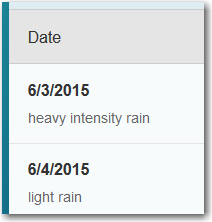 Date
6/3/2015
heavy intensity rain
6/4/2015
light rain